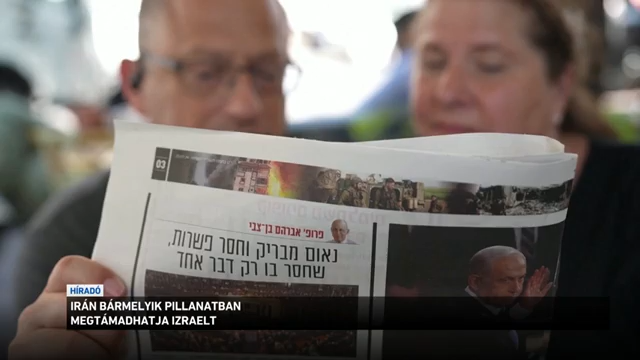 03
פרופ' אברהם בן-צבי
נאום מבריק וחסר פשרות,
שחסר בו רק דבר אחד
HÍRADÓ
IRÁN BÁRMELYIK PILLANATBAN
MEGTÁMADHATJA IZRAELT